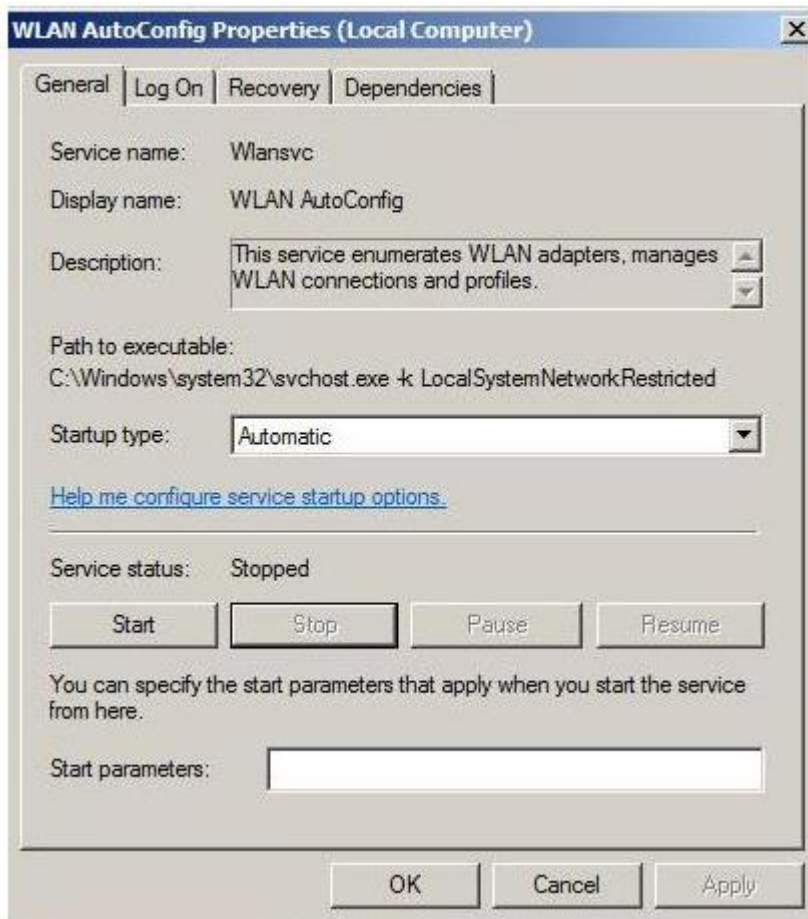 WLAN AutoConfig Properties (Local Computer)
General Log On Recovery Dependencies
Service name: Wlansvc
Display name: WLAN AutoConfig
Description: This service enumerates WLAN adapters, manages
WLAN connections and profiles.
Path to executable:
C:\Windows\system32\svchost.exe -k LocalSystemNetworkRestricted
Startup type: Automatic
Help me configure service startup options.
Service status: Stopped
Start Stop Pause Resume
You can specify the start parameters that apply when you start the service
from here.
Start parameters:
OK Cancel Apply